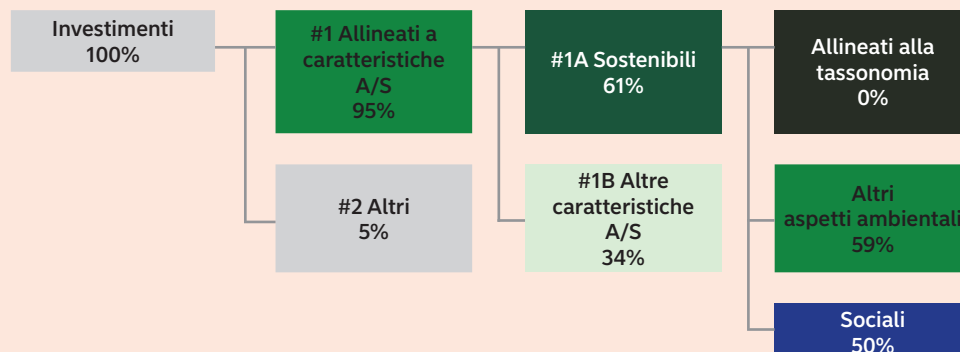 Investimenti
100%
#1 Allineati a
caratteristiche
A/S
95%
#1A Sostenibili
61%
Allineati alla
tassonomia
0%
#2 Altri
5%
#1B Altre
caratteristiche
A/S
34%
Altri
aspetti ambientali
59%
Sociali
50%